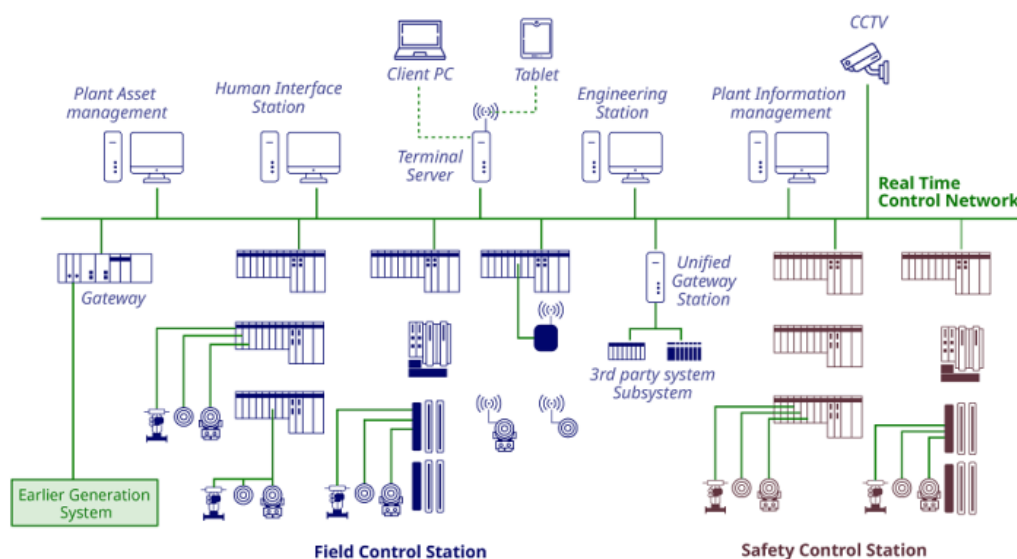 CCTV
Client PC
Tablet
Plant Asset
management
Human Interface
Station
Terminal
Server
Engineering
Station
Plant Information
management
Real Time
Control Network
Gateway
Unified
Gateway
Station
3rd party system
Subsystem
Earlier Generation
System
Field Control Station
Safety Control Station